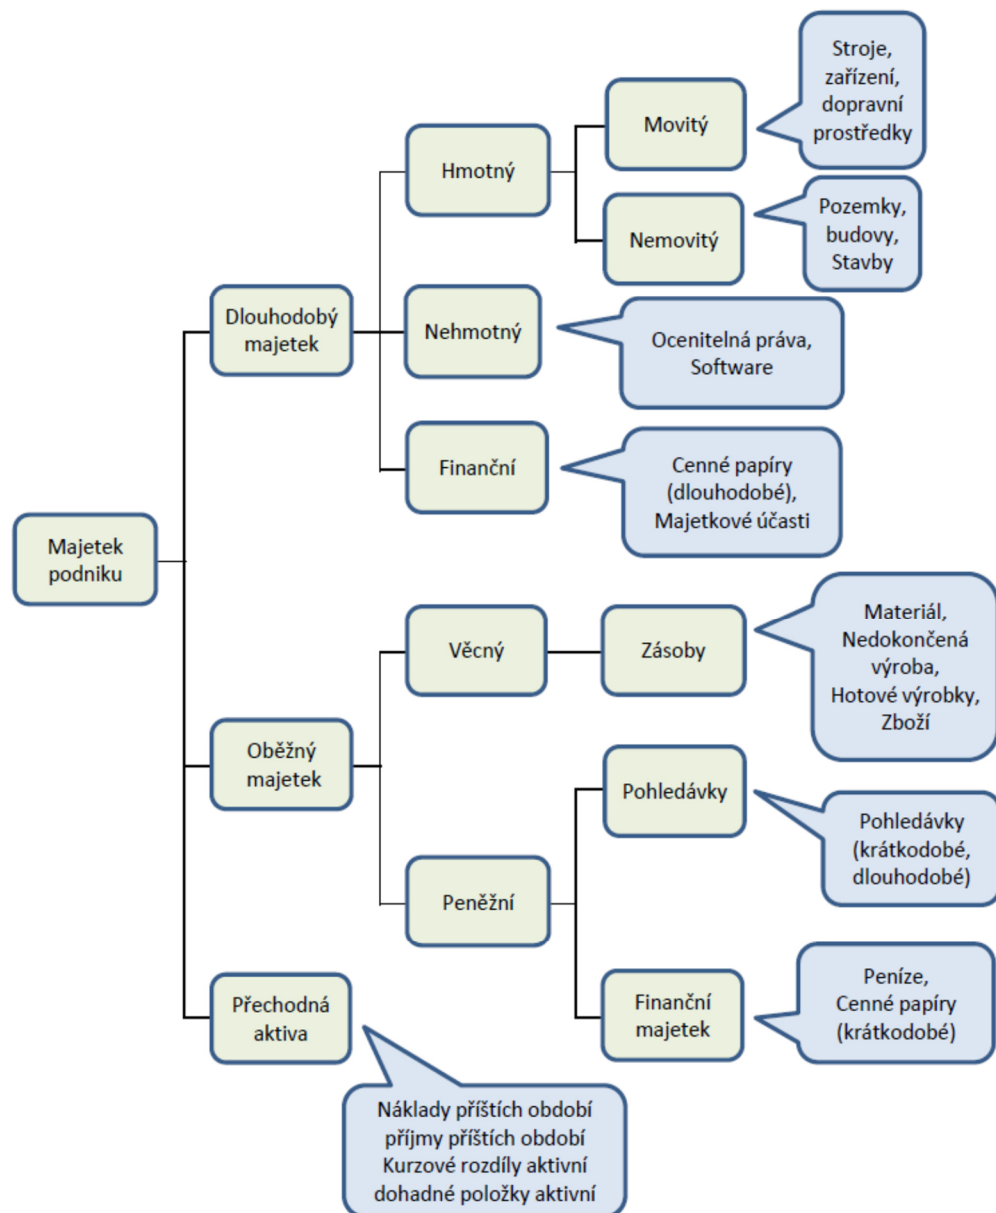 Stroje,
zařízení,
dopravní
prostředky
Movitý
Hmotný
Nemovitý
Pozemky,
budovy,
Stavby
Dlouhodobý
majetek
Nehmotný
Ocenitelná práva,
Software
Finanční
Cenné papíry
(dlouhodobé),
Majetkové účasti
Majetek
podniku
Věcný
Zásoby
Materiál,
Nedokončená
výroba,
Hotové výrobky,
Zboží
Oběžný
majetek
Pohledávky
Pohledávky
(krátkodobé,
dlouhodobé)
Peněžní
Finanční
majetek
Peníze,
Cenné papíry
(krátkodobé)
Přechodná
aktiva
Náklady příštích období
příjmy příštích období
Kurzové rozdíly aktivní
dohadné položky aktivní